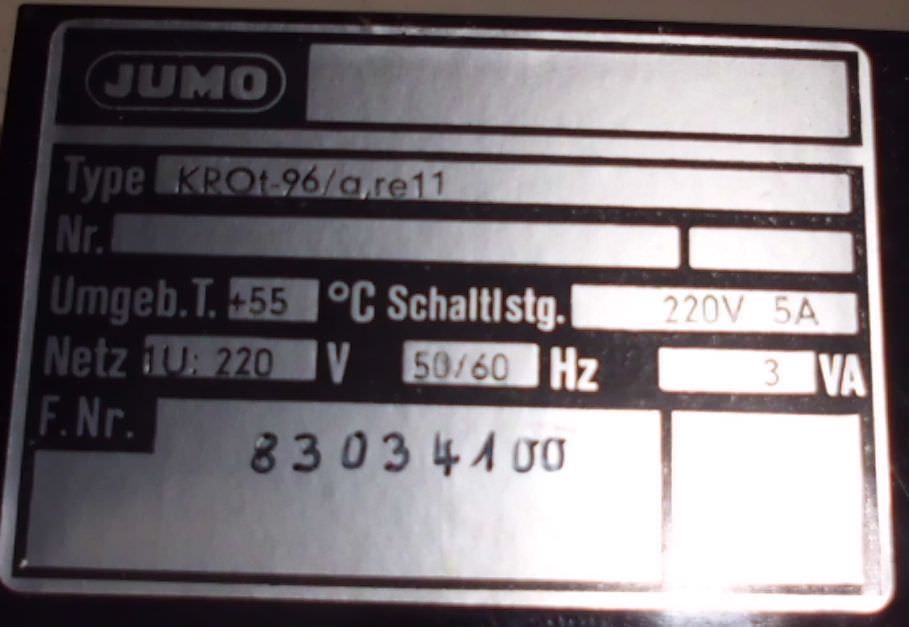 JUMO
Type KROt-96/a,re11
Nr.
Umgeb.T. +55 °C Schaltlstg. 220V 5A
Netz 1U: 220 V 50/60 Hz 3 VA
F.Nr. 83034100